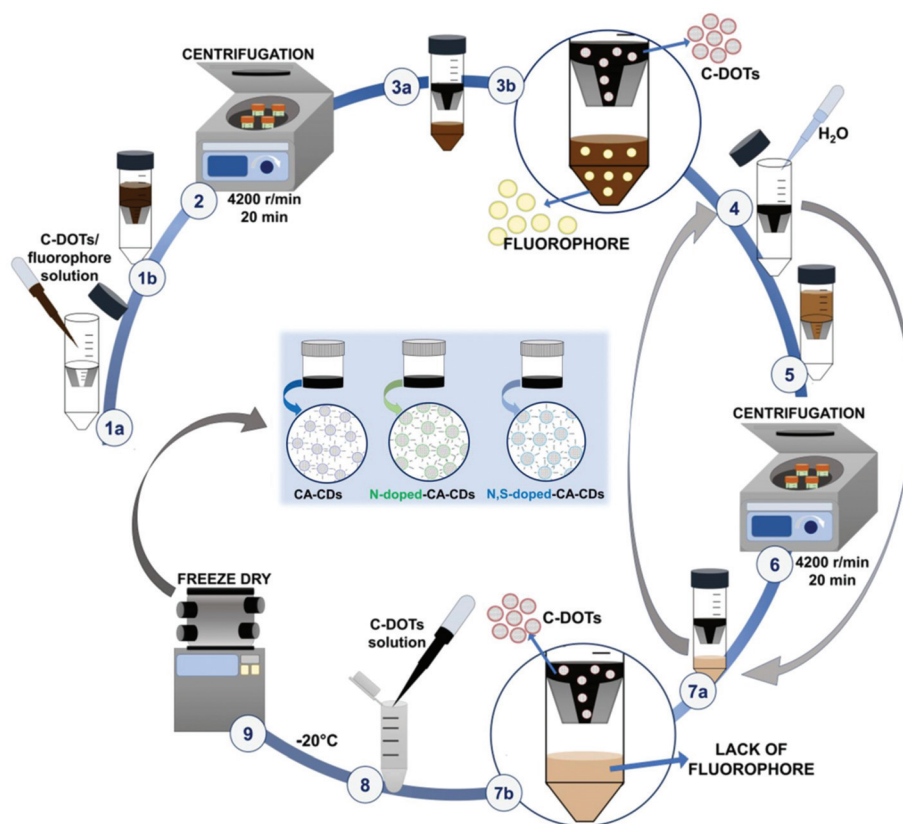 CENTRIFUGATION
4200 r/min
20 min
C-DOTs/
fluorophore
solution
1a
1b
2
3a
3b
C-DOTs
FLUOROPHORE
H₂O
4
5
CENTRIFUGATION
6
4200 r/min
20 min
7a
C-DOTs
LACK OF
FLUOROPHORE
7b
C-DOTs
solution
8
-20°C
9
FREEZE DRY
CA-CDs
N-doped-CA-CDs
N,S-doped-CA-CDs